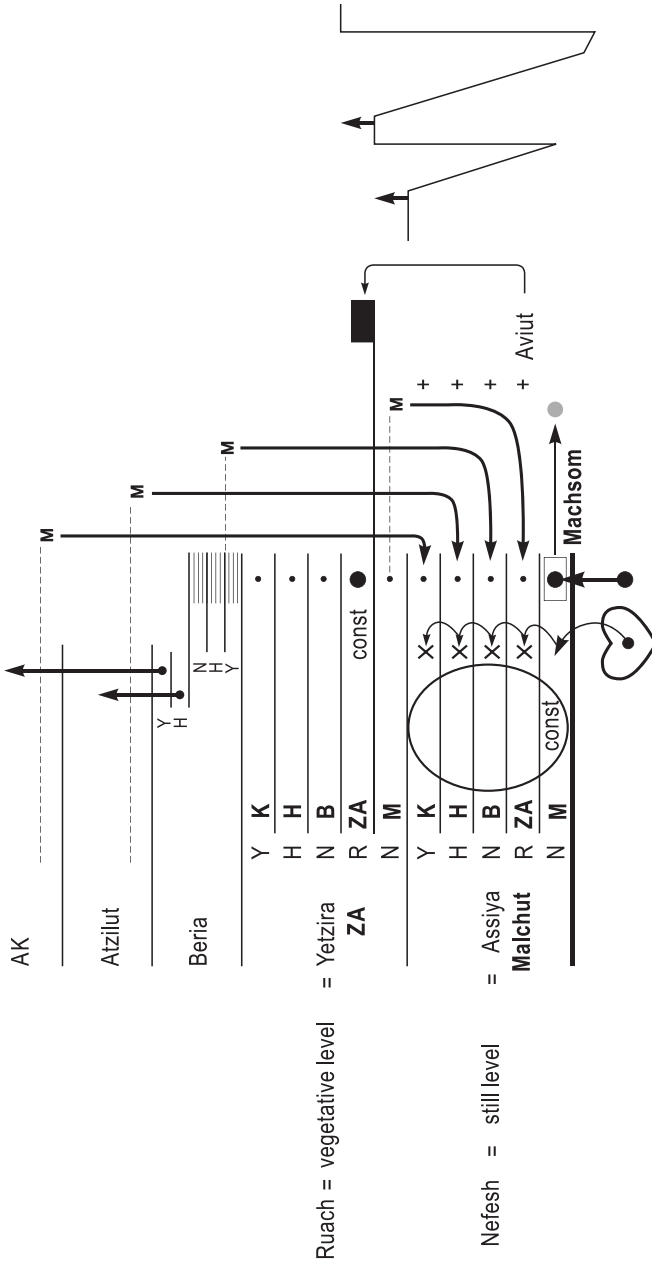 AK
M
Atzilut
M
Y
H
Beria
N
H
Y
M
Y K
H H
N B
Ruach = vegetative level = Yetzira R ZA const
ZA
N M M
Y K +
H H +
N B +
Nefesh = still level = Assiya R ZA + Aviut
Malchut
N M const
Machsom